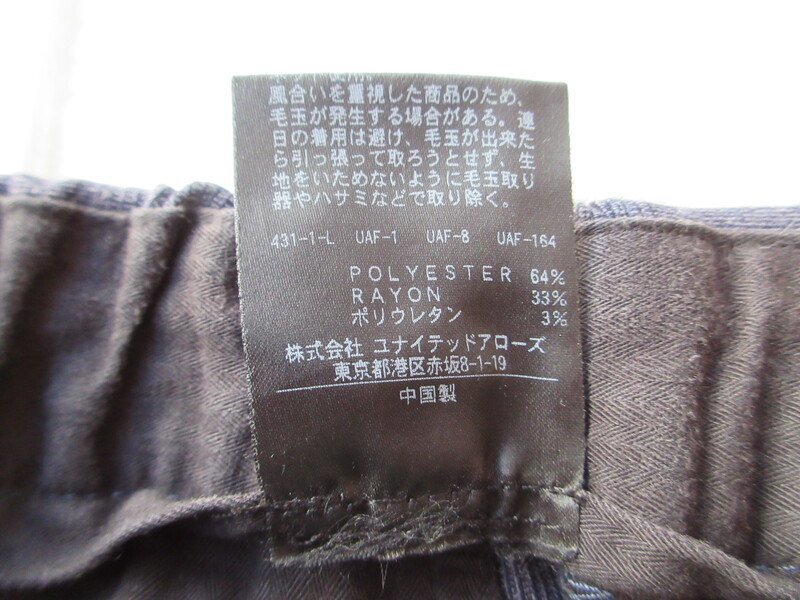 風合いを重視した商品のため、
毛玉が発生する場合がある。連
日の着用は避け、毛玉が出来た
ら引っ張って取ろうとせず、生
地をいためないように毛玉取り
器やハサミなどで取り除く。
431-1-L UAF-1 UAF-8 UAF-164
POLYESTER 64%
RAYON 33%
ポリウレタン 3%
株式会社 ユナイテッドアローズ
東京都港区赤坂8-1-19
中国製